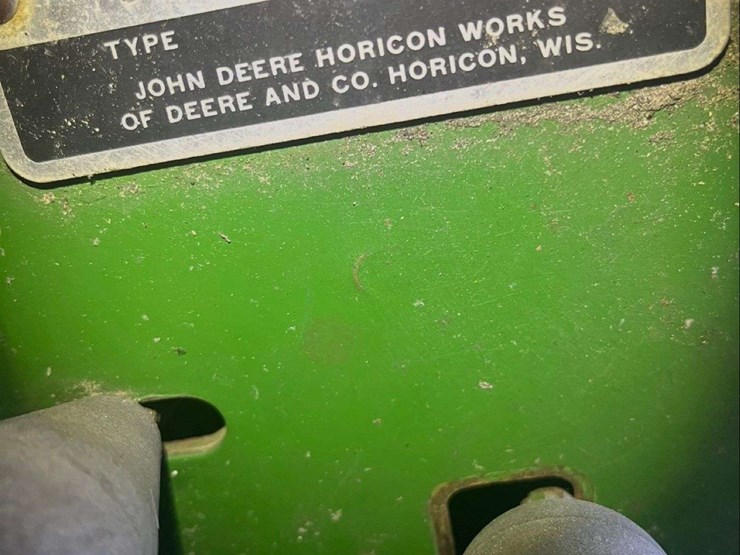 TYPE
JOHN DEERE HORICON WORKS
OF DEERE AND CO. HORICON, WIS.